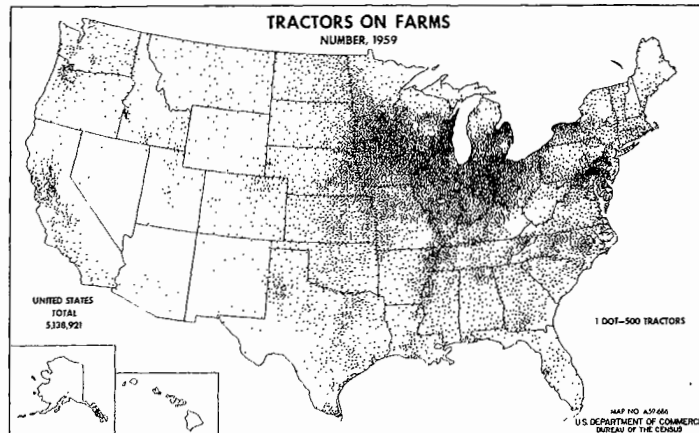 TRACTORS ON FARMS
NUMBER, 1959
UNITED STATES
TOTAL
5,138,921
1 DOT—500 TRACTORS
MAP NO. A59-686
U.S. DEPARTMENT OF COMMERCE
BUREAU OF THE CENSUS